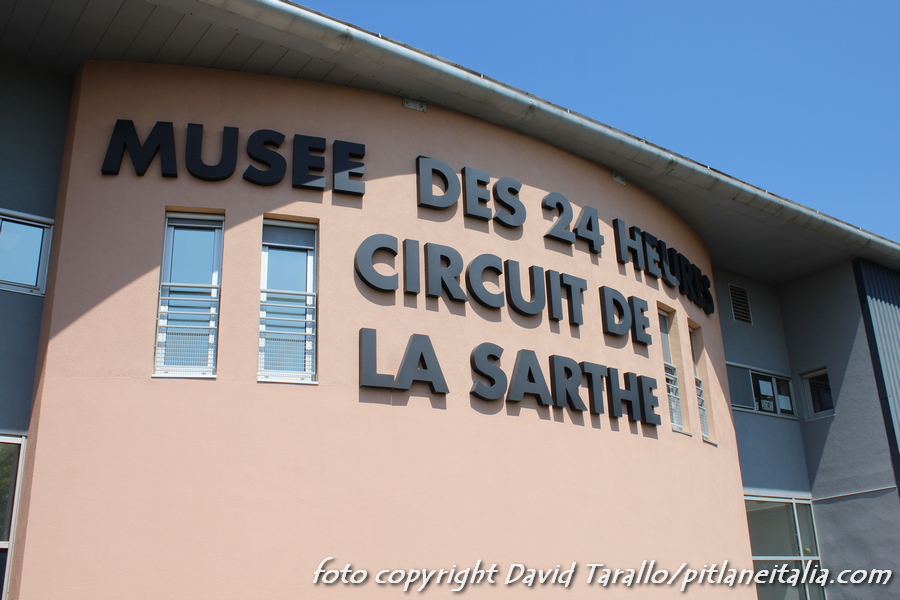 MUSEE DES 24 HEURES
CIRCUIT DE
LA SARTHE
foto copyright David Tarallo/pitlaneitalia.com